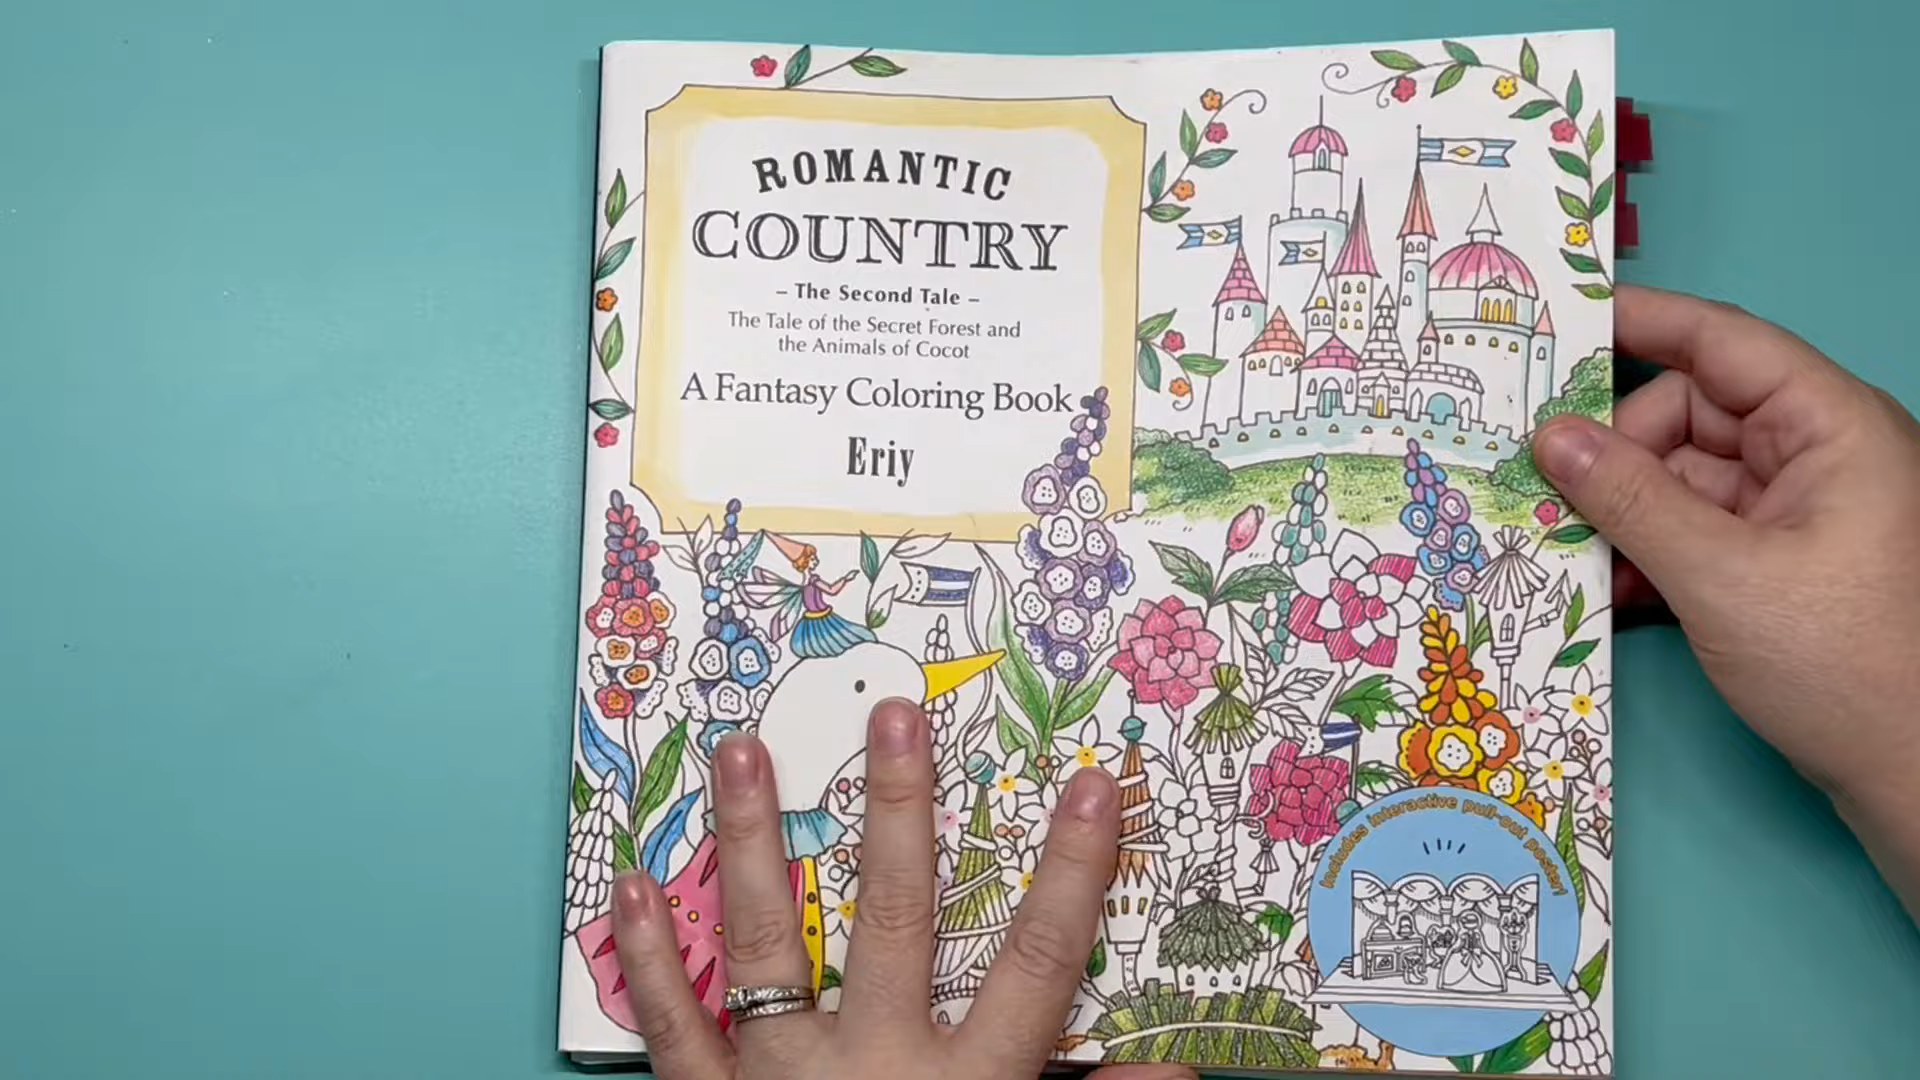 ROMANTIC
COUNTRY
– The Second Tale –
The Tale of the Secret Forest and
the Animals of Cocot
A Fantasy Coloring Book
Eriy
Includes interactive pull-out poster!